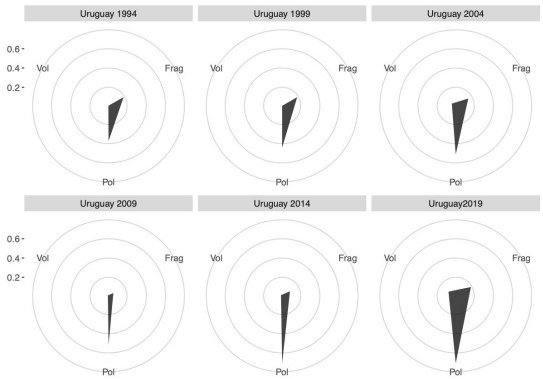 Uruguay 1994
Uruguay 1999
Uruguay 2004
0.6
0.4
0.2
Vol
Frag
Pol
Vol
Frag
Pol
Vol
Frag
Pol
Uruguay 2009
Uruguay 2014
Uruguay2019
0.6
0.4
0.2
Vol
Frag
Pol
Vol
Frag
Pol
Vol
Frag
Pol